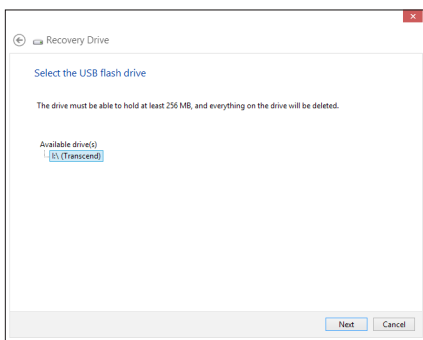 Recovery Drive
Select the USB flash drive
The drive must be able to hold at least 256 MB, and everything on the drive will be deleted.
Available drive(s)
I:\ (Transcend)
Next Cancel